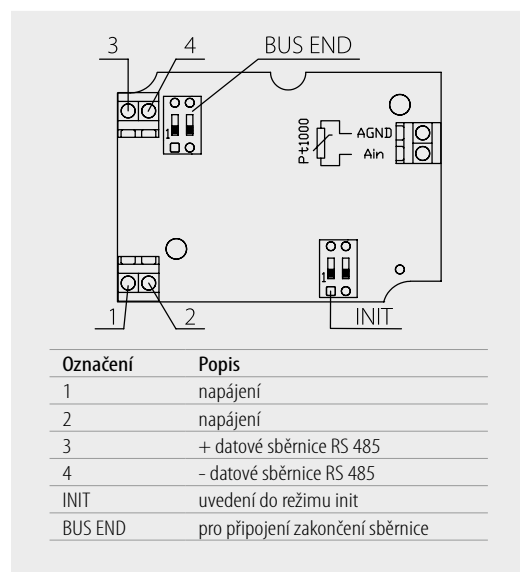 3 4 BUS END
1
Pt1000
AGND
Ain
1
1 2 INIT
Označení Popis
1 napájení
2 napájení
3 + datové sběrnice RS 485
4 - datové sběrnice RS 485
INIT uvedení do režimu init
BUS END pro připojení zakončení sběrnice